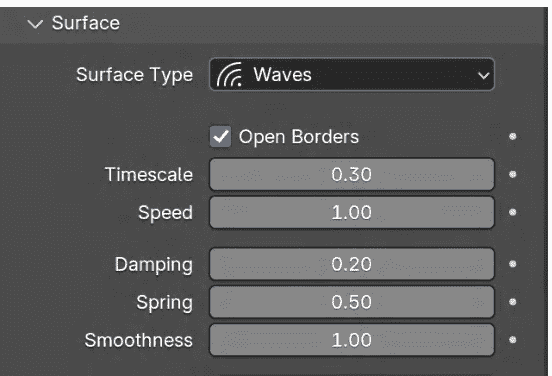 Surface
Surface Type Waves
Open Borders
Timescale 0.30
Speed 1.00
Damping 0.20
Spring 0.50
Smoothness 1.00